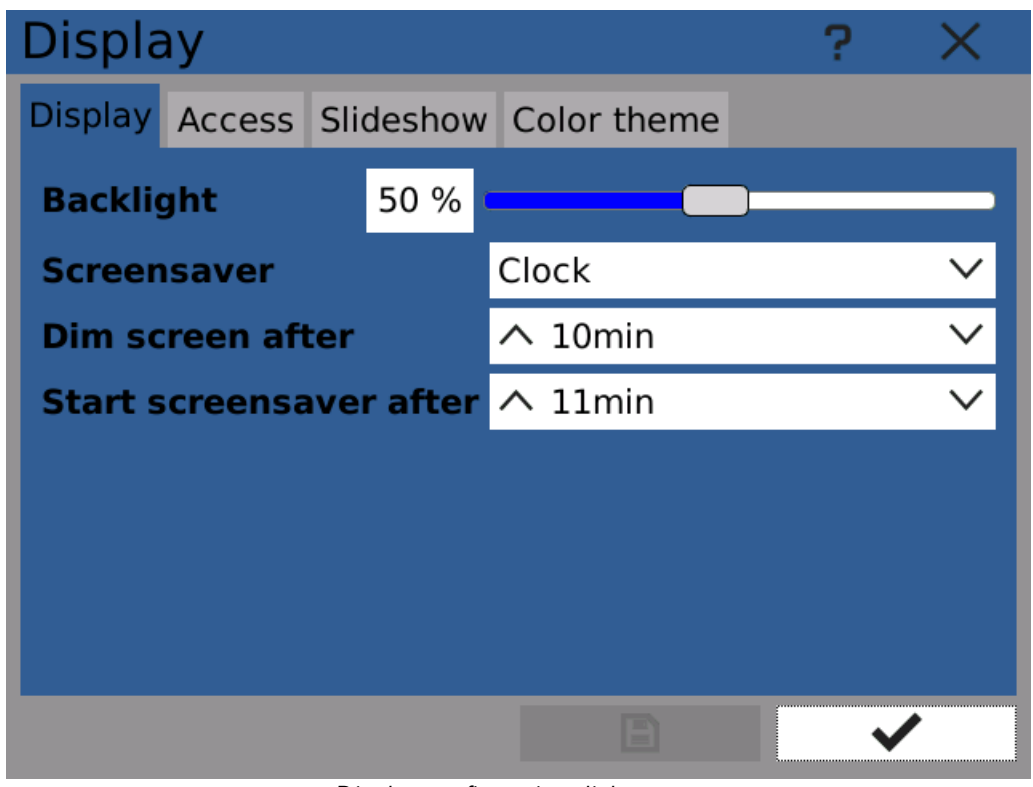 Display ?
Display Access Slideshow Color theme
Backlight 50 %
Screensaver Clock
Dim screen after 10min
Start screensaver after 11min